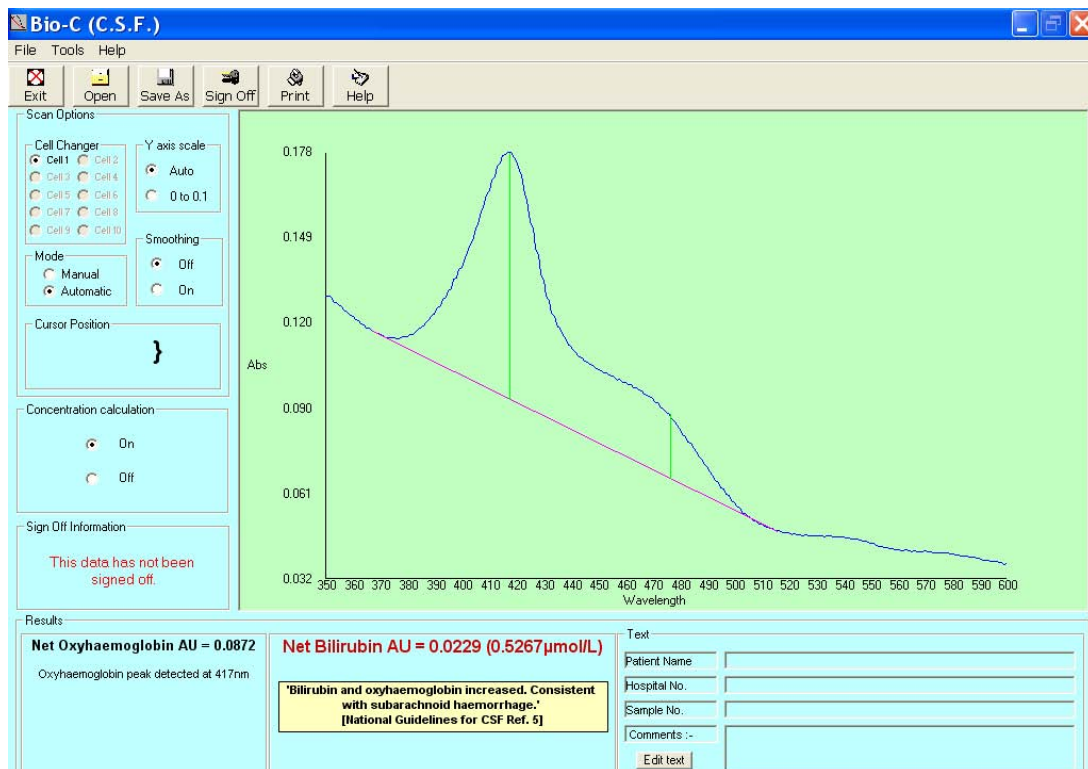 Bio-C (C.S.F.)
File Tools Help
Exit Open Save As Sign Off Print Help
Scan Options
Cell Changer
Cell 1 Cell 2
Cell 3 Cell 4
Cell 5 Cell 6
Cell 7 Cell 8
Cell 9 Cell 10
Y axis scale
Auto
0 to 0.1
Mode
Manual
Automatic
Smoothing
Off
On
Cursor Position
}
Concentration calculation
On
Off
Sign Off Information
This data has not been
signed off.
0.178
0.149
0.120
Abs
0.090
0.061
0.032
350 360 370 380 390 400 410 420 430 440 450 460 470 480 490 500 510 520 530 540 550 560 570 580 590 600
Wavelength
Results
Net Oxyhaemoglobin AU = 0.0872
Oxyhaemoglobin peak detected at 417nm
Net Bilirubin AU = 0.0229 (0.5267µmol/L)
'Bilirubin and oxyhaemoglobin increased. Consistent
with subarachnoid haemorrhage.'
[National Guidelines for CSF Ref. 5]
Text
Patient Name
Hospital No.
Sample No.
Comments :-
Edit text